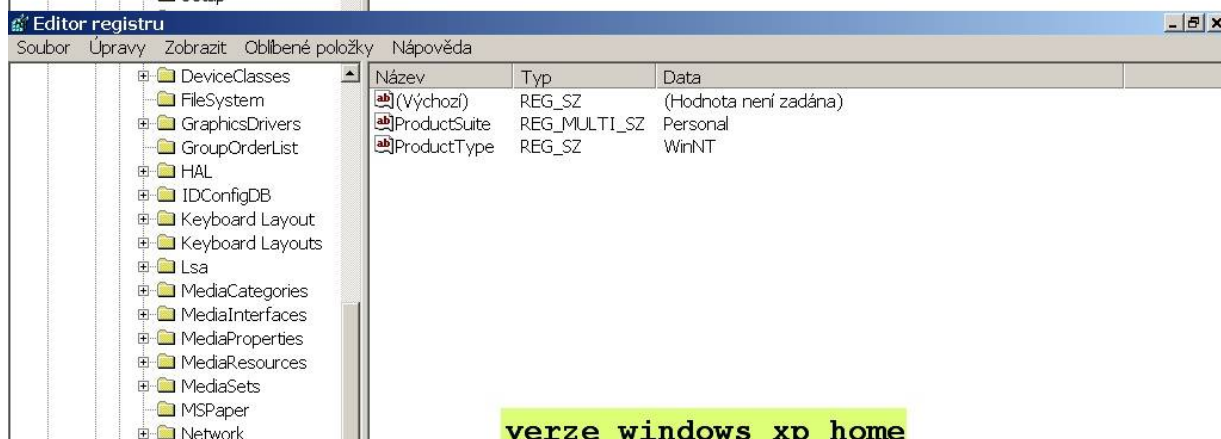 Editor registru
Soubor Úpravy Zobrazit Oblíbené položky Nápověda
DeviceClasses
FileSystem
GraphicsDrivers
GroupOrderList
HAL
IDConfigDB
Keyboard Layout
Keyboard Layouts
Lsa
MediaCategories
MediaInterfaces
MediaProperties
MediaResources
MediaSets
MSPaper
Network
Název Typ Data
(Výchozí) REG_SZ (Hodnota není zadána)
ProductSuite REG_MULTI_SZ Personal
ProductType REG_SZ WinNT
verze windows xp home